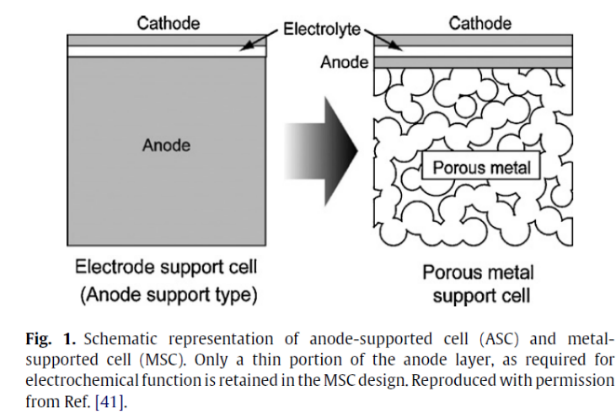 Cathode
Electrolyte
Cathode
Anode
Anode
Porous metal
Electrode support cell
(Anode support type)
Porous metal
support cell
Fig. 1. Schematic representation of anode-supported cell (ASC) and metal-
supported cell (MSC). Only a thin portion of the anode layer, as required for
electrochemical function is retained in the MSC design. Reproduced with permission
from Ref. [41].